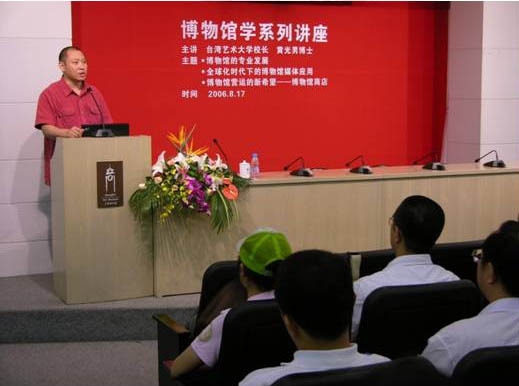 博物馆学系列讲座
主讲 台湾艺术大学校长 黄光男博士
主题 • 博物馆的专业发展
• 全球化时代下的博物馆媒体应用
• 博物馆营运的新希望——博物馆商店
时间 2006.8.17